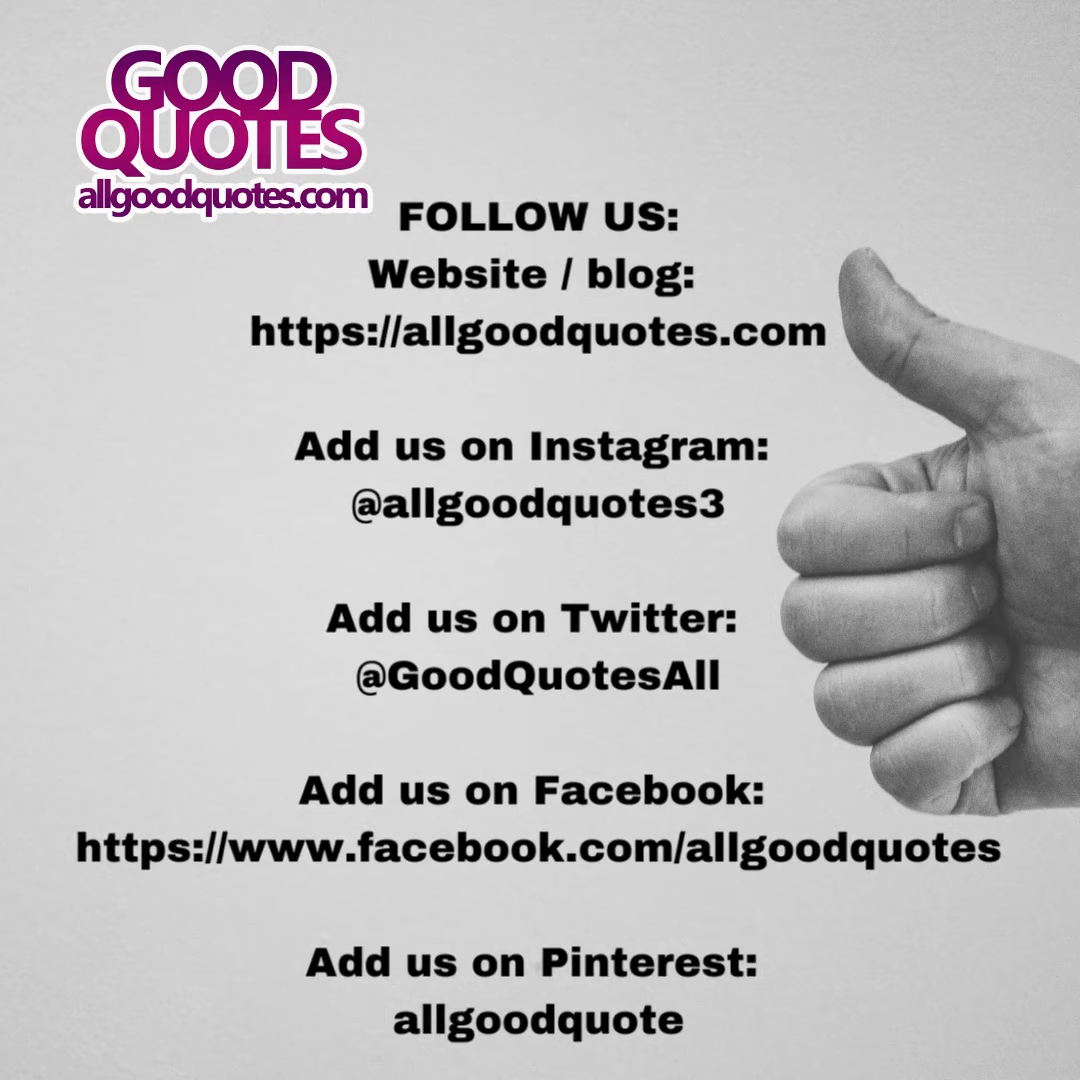 GOOD
QUOTES
allgoodquotes.com
FOLLOW US:
Website / blog:
https://allgoodquotes.com
Add us on Instagram:
@allgoodquotes3
Add us on Twitter:
@GoodQuotesAll
Add us on Facebook:
https://www.facebook.com/allgoodquotes
Add us on Pinterest:
allgoodquote